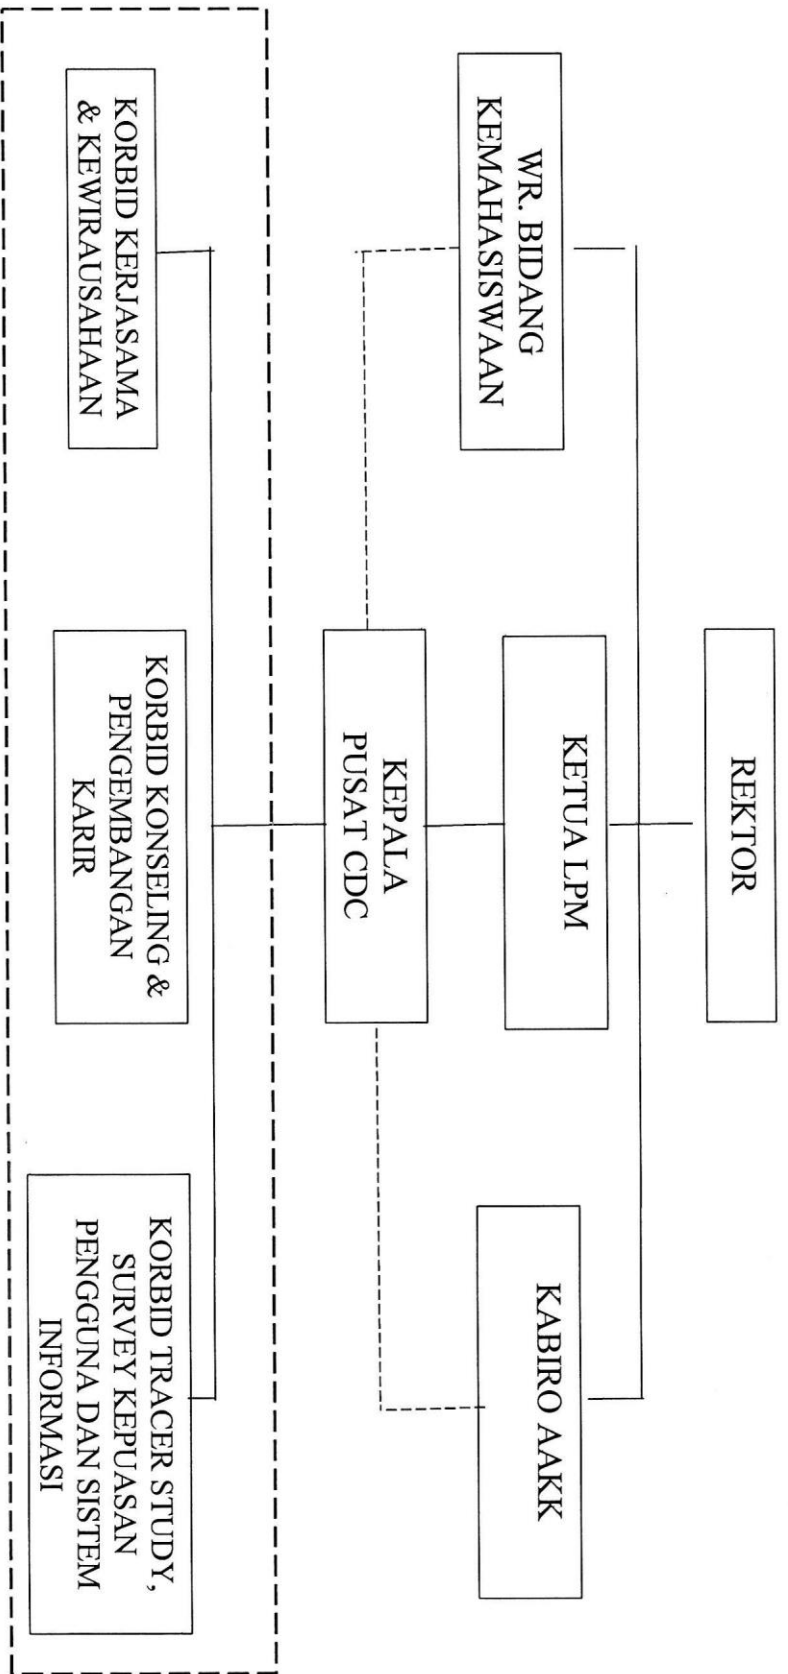 REKTOR
WR. BIDANG
KEMAHASISWAAN
KETUA LPM
KABIRO AAKK
KEPALA
PUSAT CDC
KORBID KERJASAMA
& KEWIRAUSAHAAN
KORBID KONSELING &
PENGEMBANGAN
KARIR
KORBID TRACER STUDY,
SURVEY KEPUASAN
PENGGUNA DAN SISTEM
INFORMASI